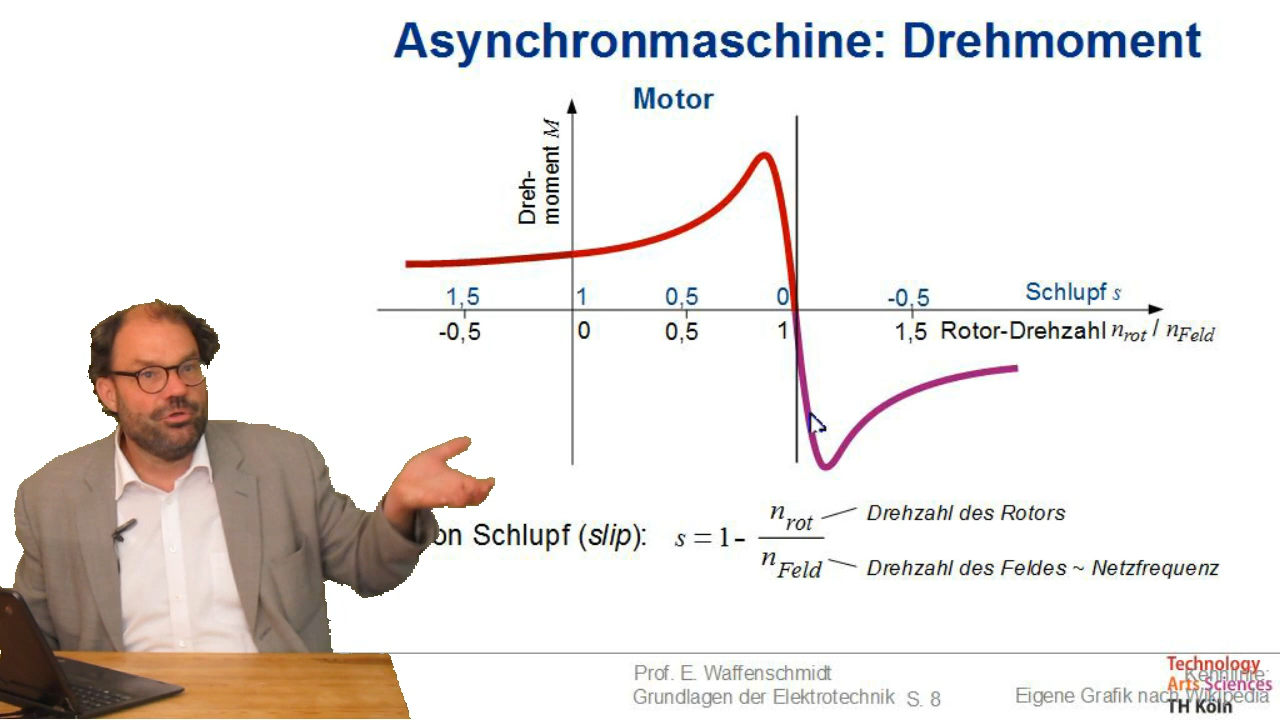 Asynchronmaschine: Drehmoment
Motor
Dreh-
moment M
1,5 1 0,5 0 -0,5 Schlupf s
-0,5 0 0,5 1 1,5 Rotor-Drehzahl n_rot / n_Feld
on Schlupf (slip): s = 1 - n_rot / n_Feld
Drehzahl des Rotors
Drehzahl des Feldes ~ Netzfrequenz
Prof. E. Waffenschmidt
Grundlagen der Elektrotechnik S. 8
Kennlinie:
Eigene Grafik nach Wikipedia
Technology
Arts Sciences
TH Köln